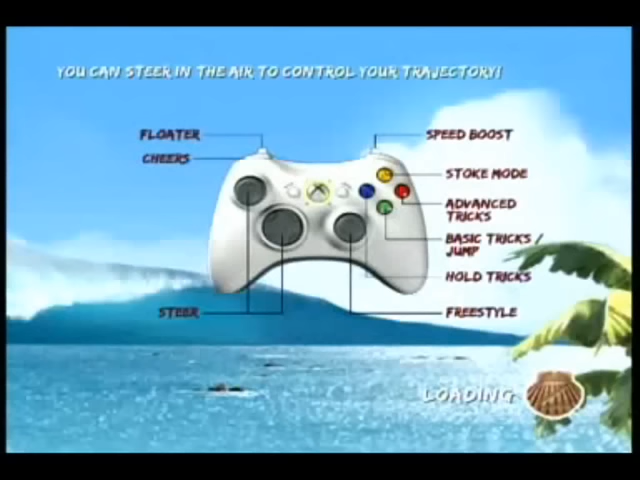 YOU CAN STEER IN THE AIR TO CONTROL YOUR TRAJECTORY!
FLOATER
SPEED BOOST
CHEERS
STOKE MODE
ADVANCED
TRICKS
BASIC TRICKS /
JUMP
HOLD TRICKS
STEER
FREESTYLE
LOADING